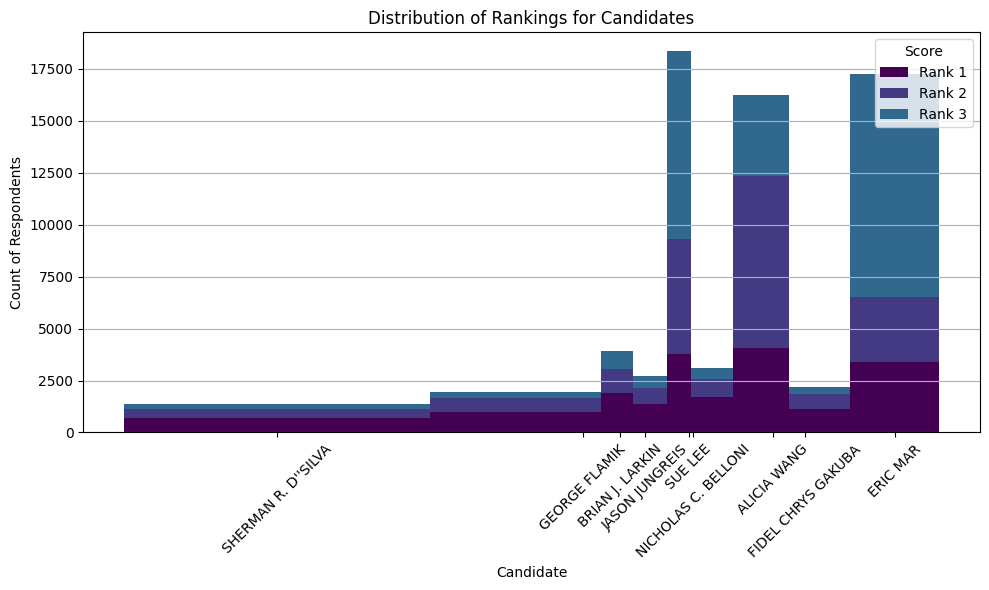 Distribution of Rankings for Candidates
Score
Rank 1
Rank 2
Rank 3
Count of Respondents
17500
15000
12500
10000
7500
5000
2500
0
SHERMAN R. D''SILVA
GEORGE FLAMIK
BRIAN J. LARKIN
JASON JUNGREIS
SUE LEE
NICHOLAS C. BELLONI
ALICIA WANG
FIDEL CHRYS GAKUBA
ERIC MAR
Candidate